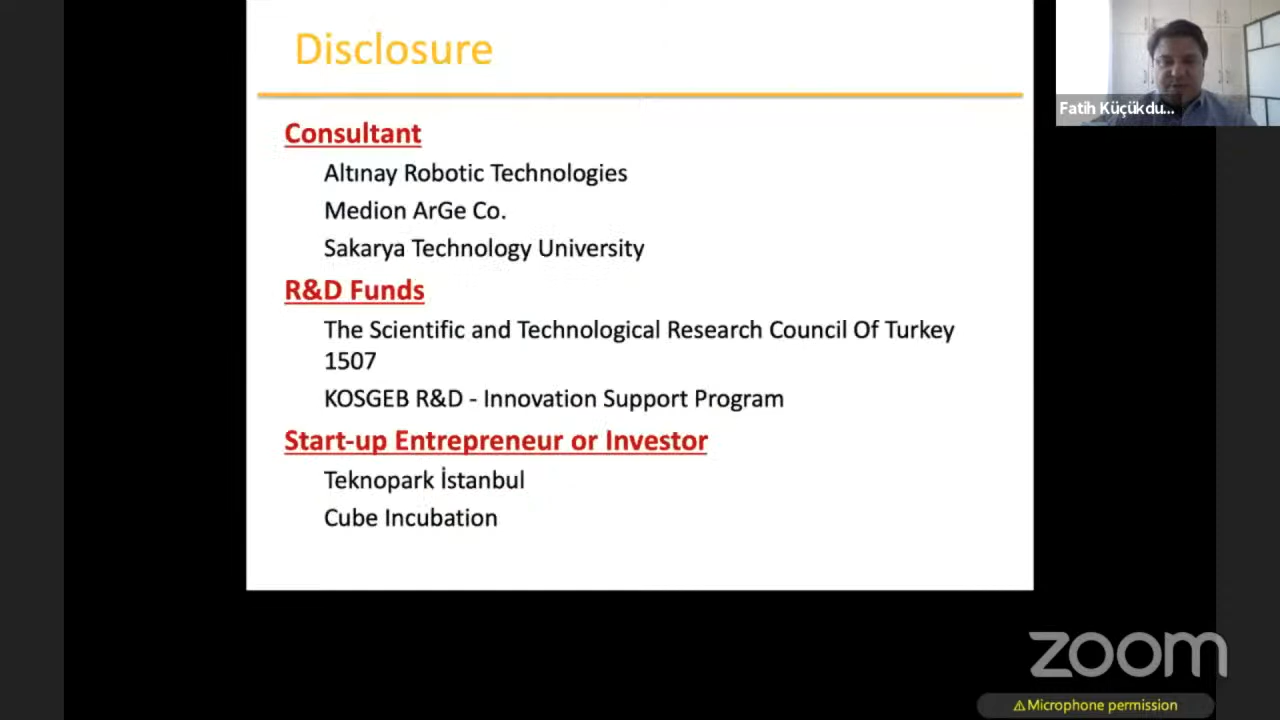 Disclosure
Fatih Küçükdu...
Consultant
Altınay Robotic Technologies
Medion ArGe Co.
Sakarya Technology University
R&D Funds
The Scientific and Technological Research Council Of Turkey
1507
KOSGEB R&D - Innovation Support Program
Start-up Entrepreneur or Investor
Teknopark İstanbul
Cube Incubation
zoom
⚠Microphone permission